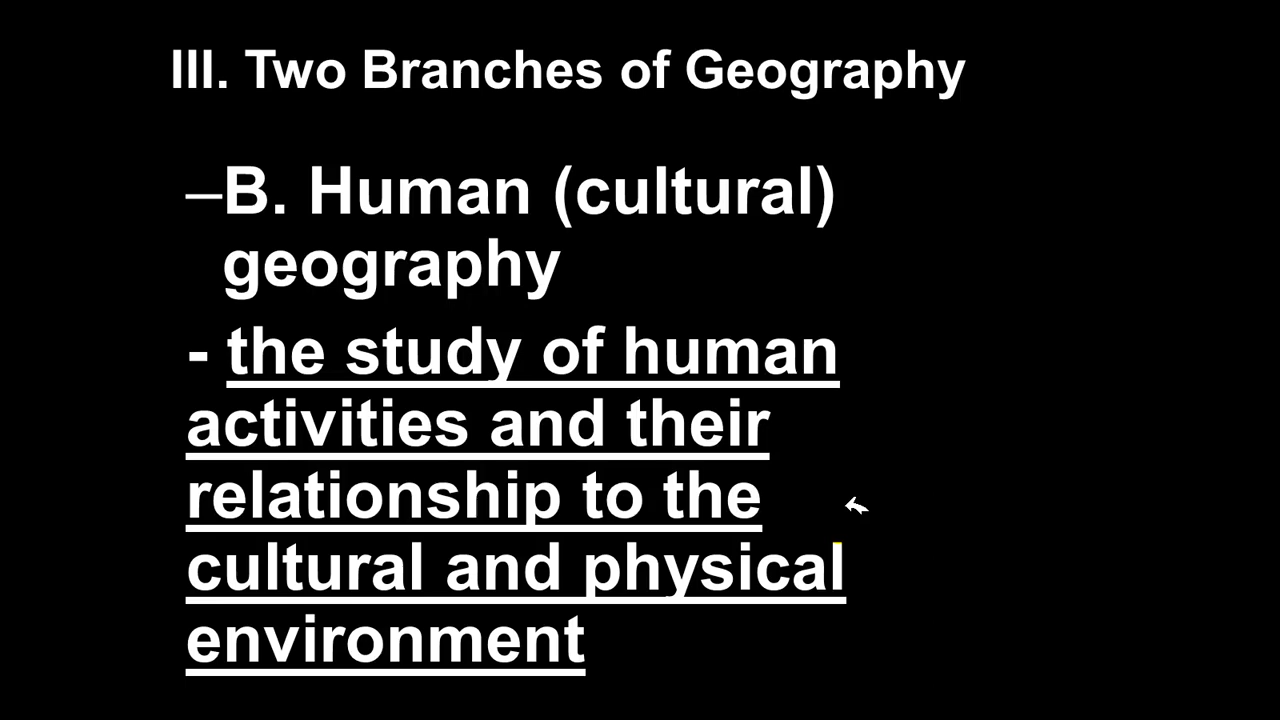 III. Two Branches of Geography
–B. Human (cultural)
geography
- the study of human
activities and their
relationship to the
cultural and physical
environment